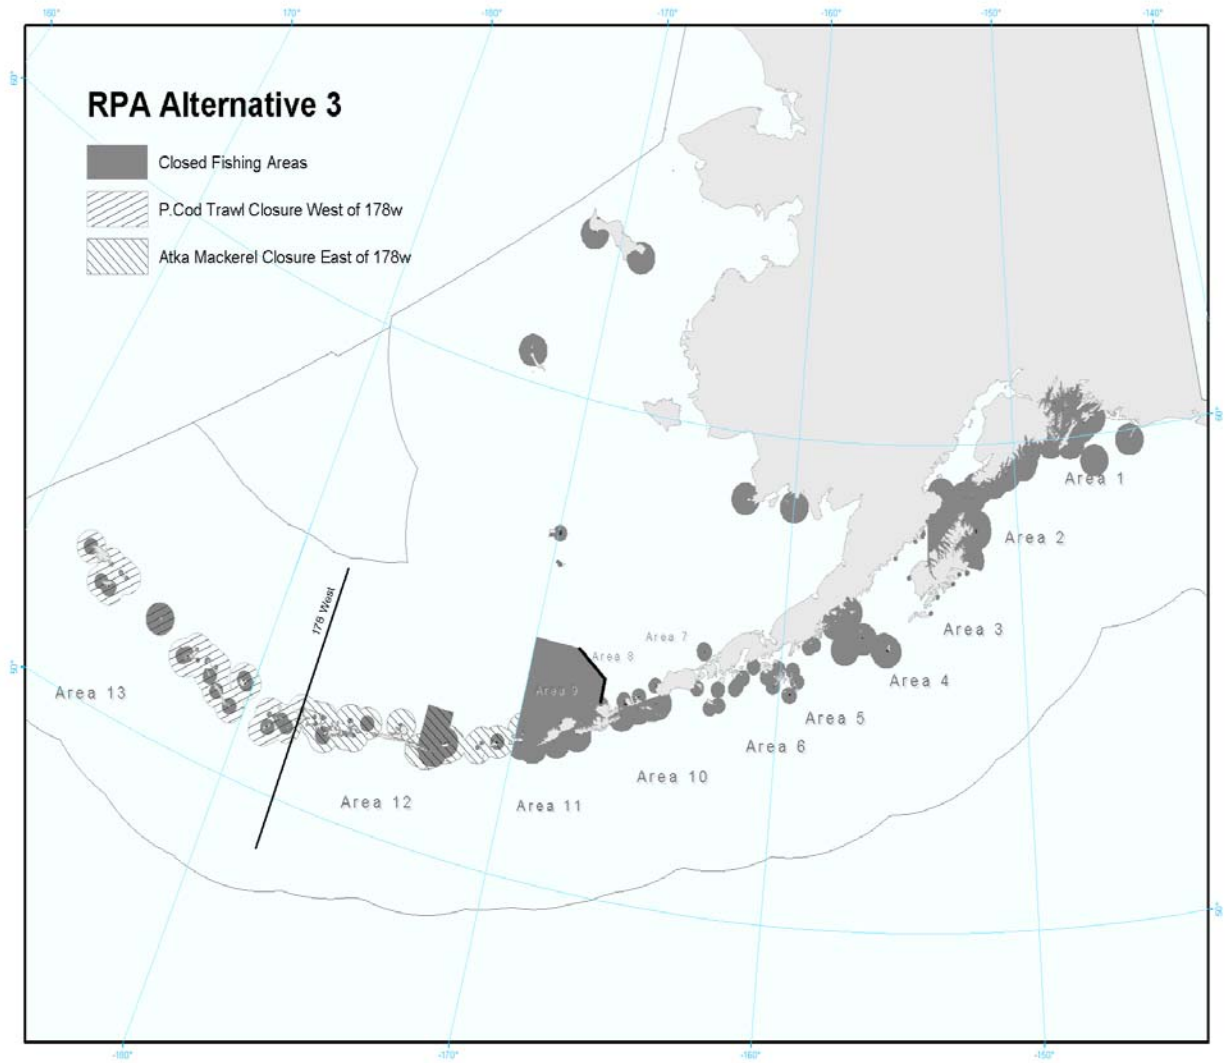 180°
170°
-180°
-170°
-160°
-150°
-140°
60°
RPA Alternative 3
Closed Fishing Areas
P.Cod Trawl Closure West of 178w
Atka Mackerel Closure East of 178w
60°
Area 1
Area 2
178 West
Area 3
Area 7
Area 8
Area 4
Area 13
Area 9
Area 5
Area 6
Area 10
Area 12
Area 11
-180°
-170°
-160°
-150°